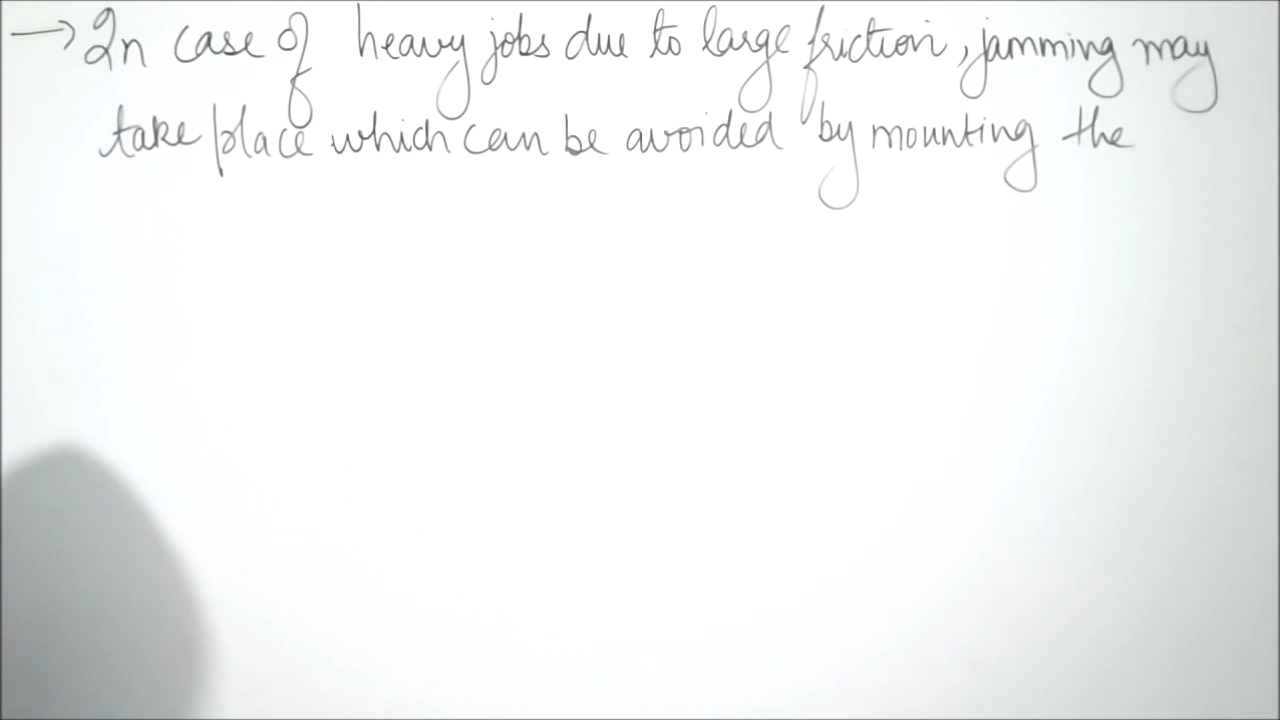 → In case of heavy jobs due to large friction, jamming may
take place which can be avoided by mounting the